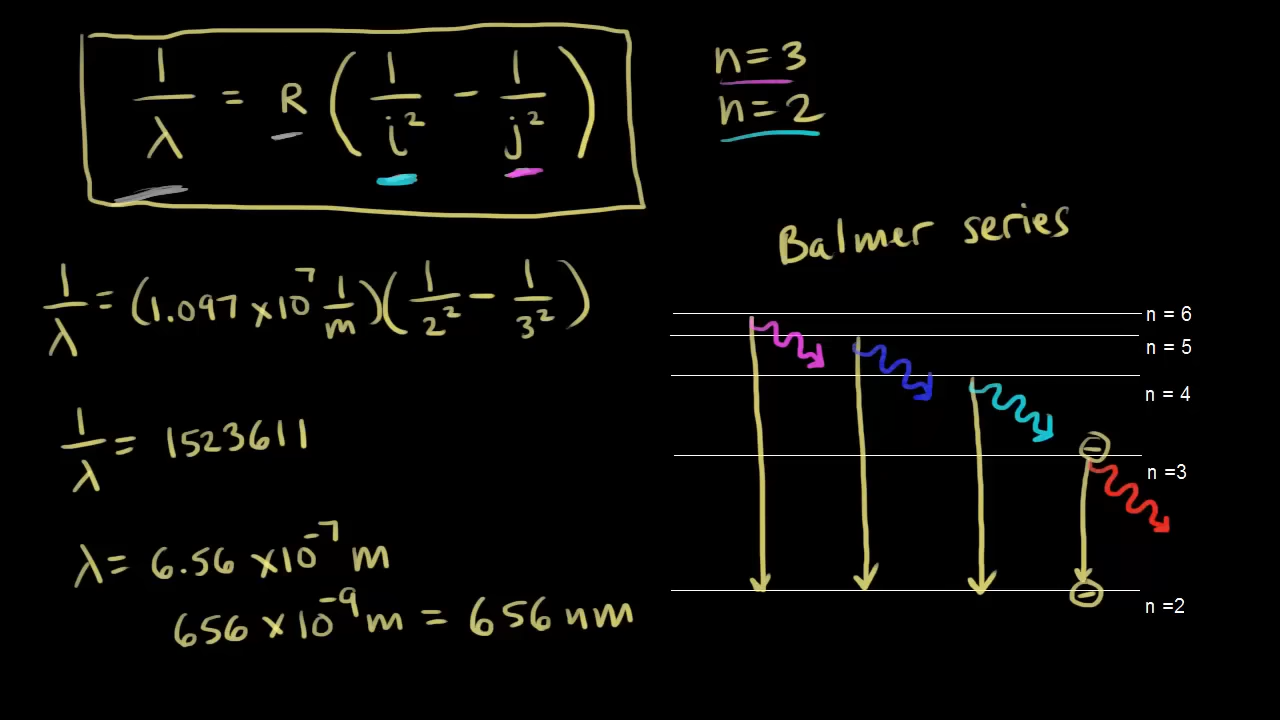 1/λ = R (1/i² − 1/j²)
n = 3
n = 2
Balmer series
1/λ = (1.097 × 10⁷ 1/m)(1/2² − 1/3²)
1/λ = 1523611
λ = 6.56 × 10⁻⁷ m
656 × 10⁻⁹ m = 656 nm
n = 6
n = 5
n = 4
−
n =3
−
n =2